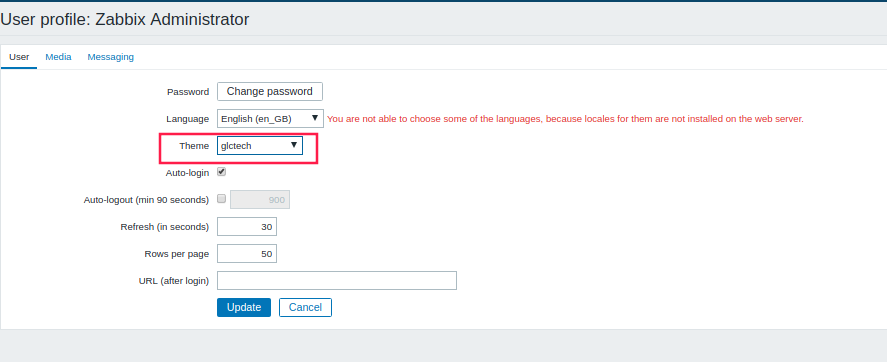 User profile: Zabbix Administrator
User Media Messaging
Password Change password
Language English (en_GB) You are not able to choose some of the languages, because locales for them are not installed on the web server.
Theme glctech
Auto-login
Auto-logout (min 90 seconds) 900
Refresh (in seconds) 30
Rows per page 50
URL (after login)
Update Cancel